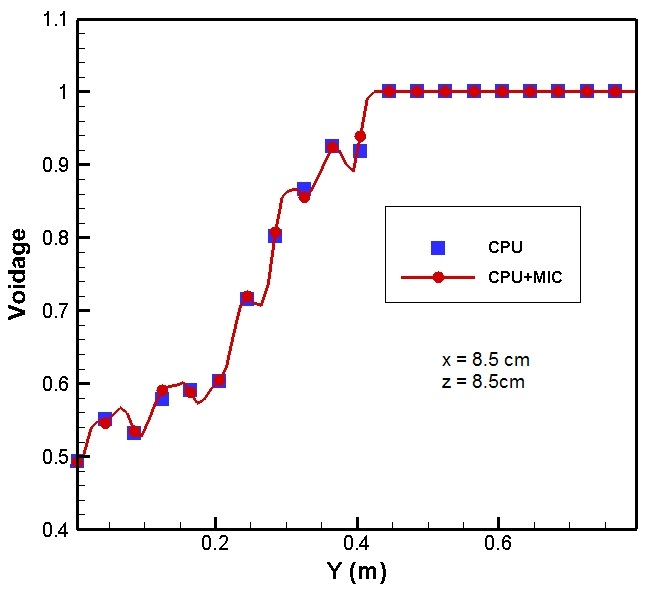 1.1
1
0.9
0.8
0.7
0.6
0.5
0.4
Voidage
CPU
CPU+MIC
x = 8.5 cm
z = 8.5cm
0.2 0.4 0.6
Y (m)